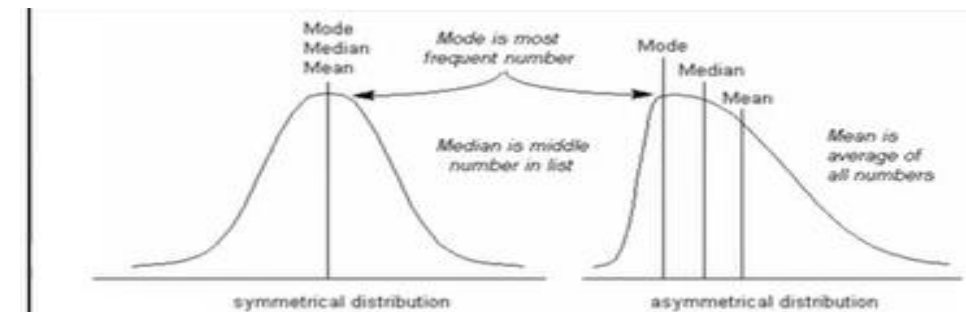 Mode
Median
Mean
Mode is most
frequent number
Mode
Median
Mean
Median is middle
number in list
Mean is
average of
all numbers
symmetrical distribution
asymmetrical distribution